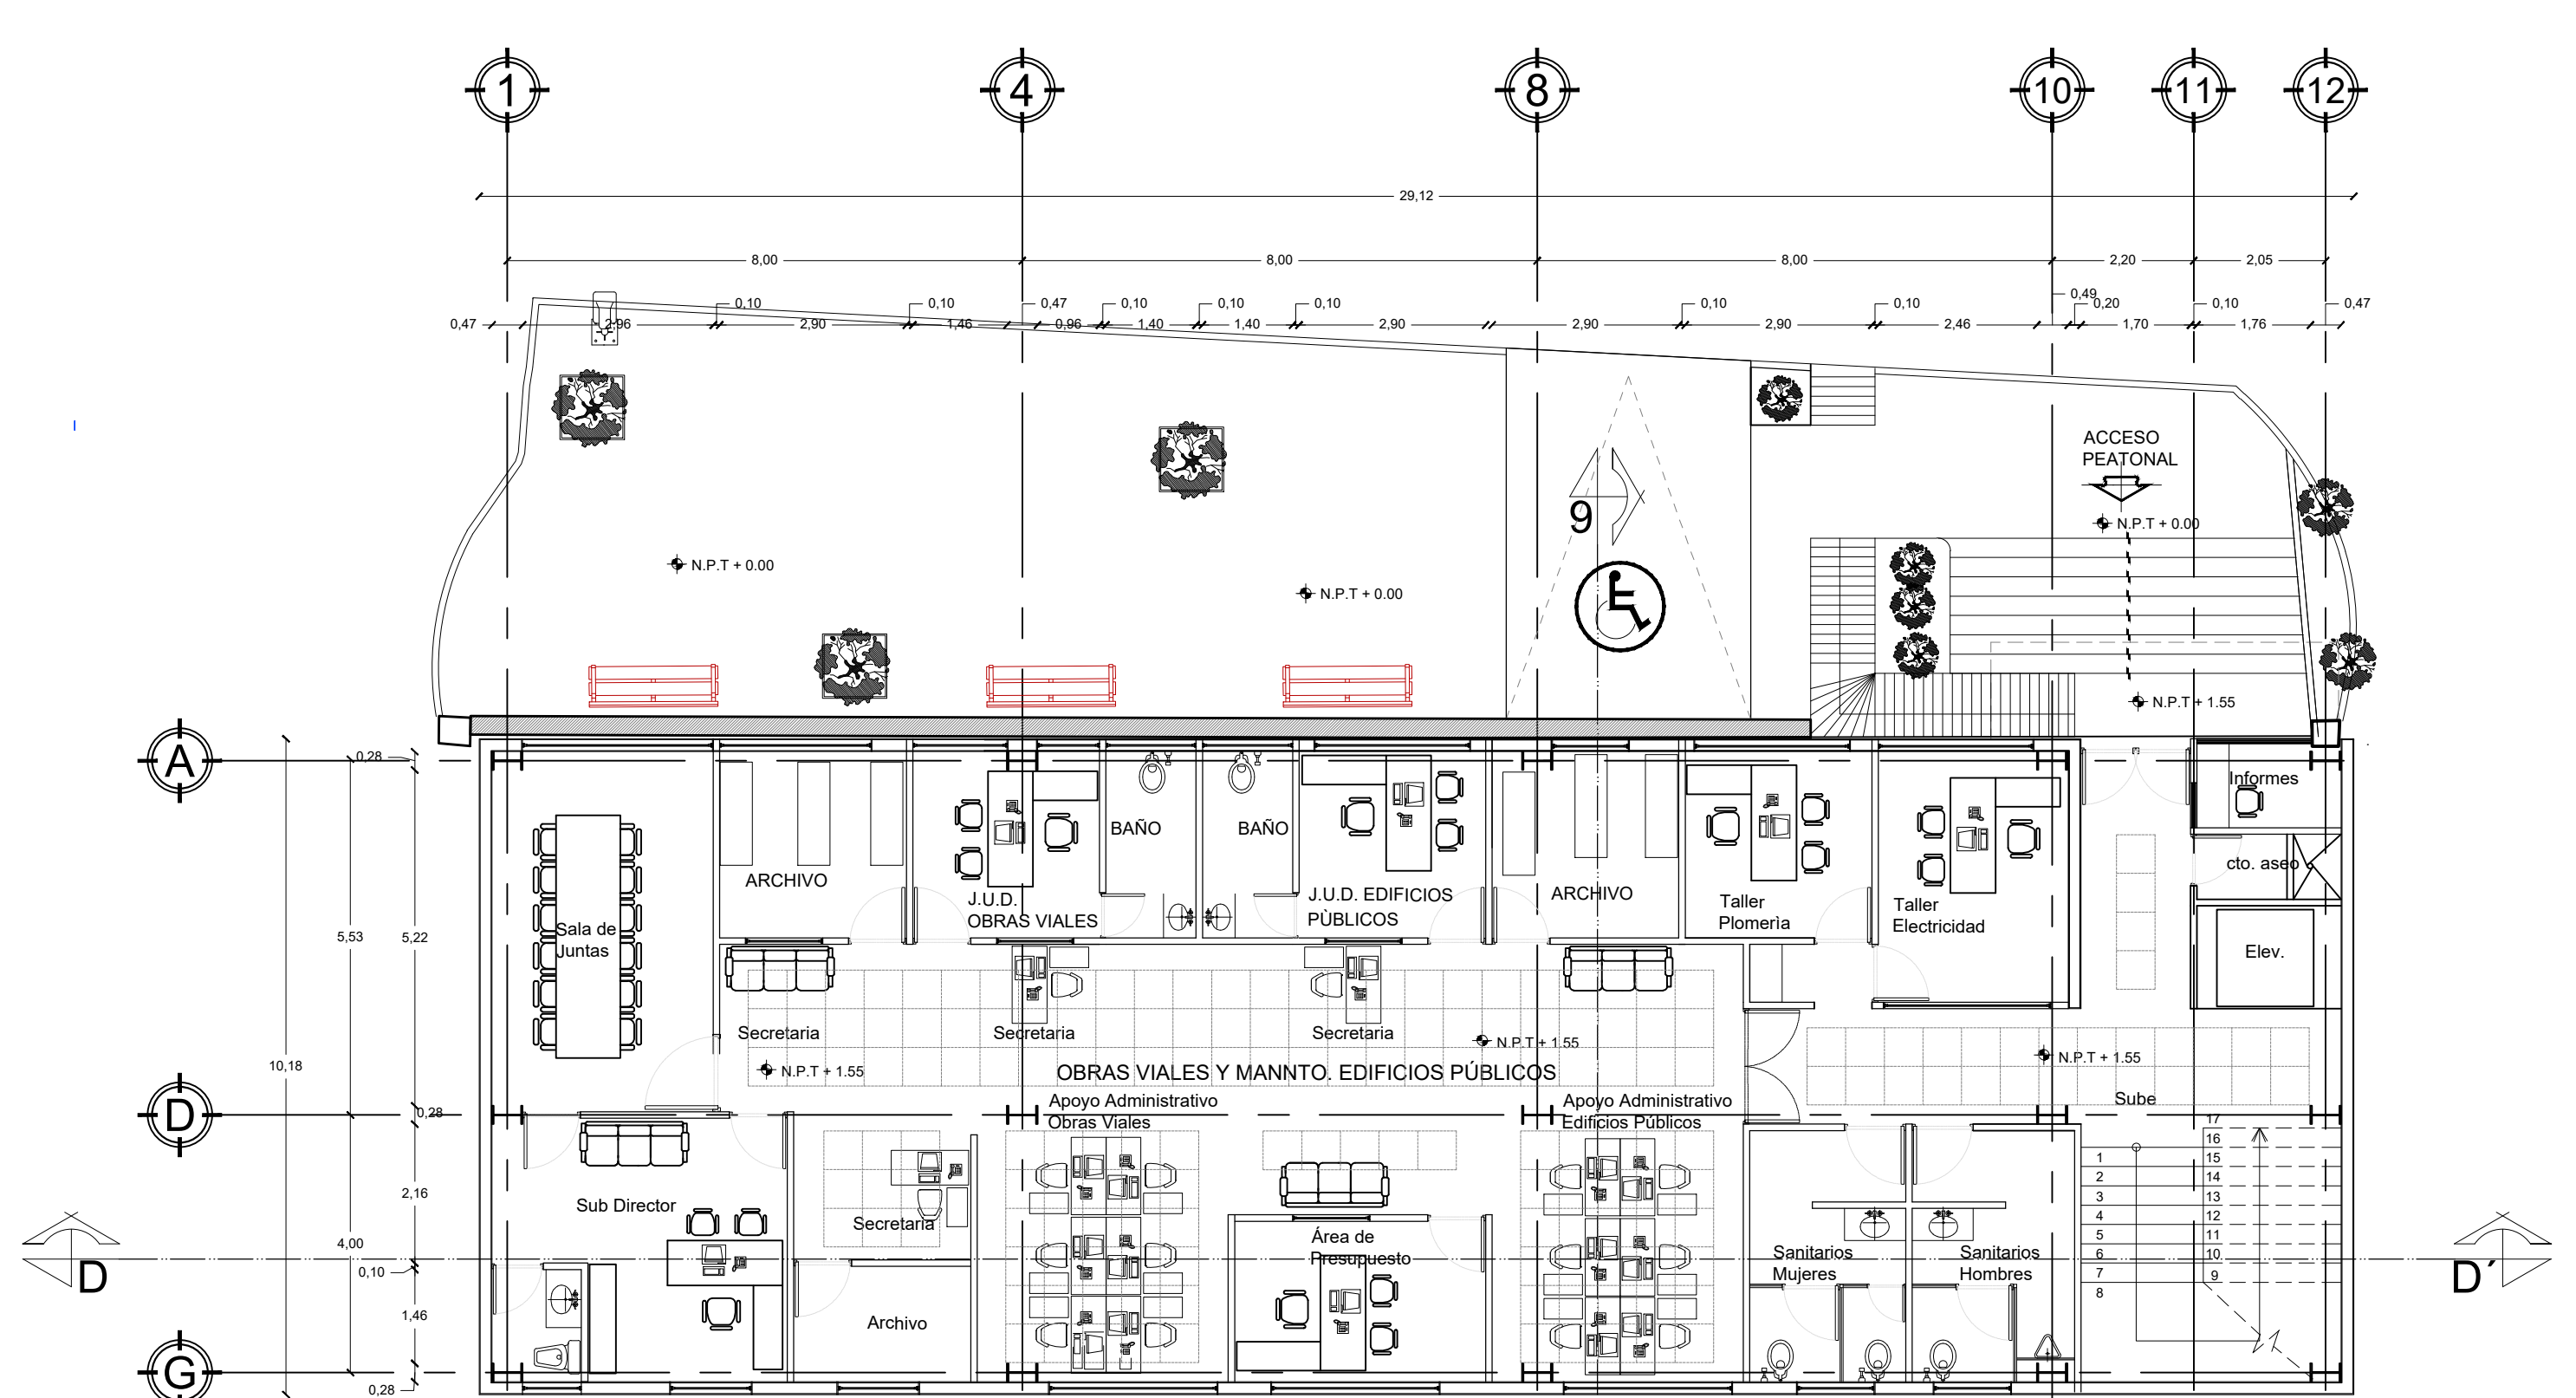 1 4 8 10 11 12
29,12
8,00 8,00 8,00 2,20 2,05
0,10 0,10 0,47 0,10 0,10 0,10 0,10 0,10 0,49 0,20 0,10 0,47
0,47 2,96 2,90 1,46 0,96 1,40 1,40 2,90 2,90 2,90 2,46 1,70 1,76
ACCESO
PEATONAL
9
N.P.T + 0.00
N.P.T + 0.00
N.P.T + 0.00
N.P.T + 1.55
A
0,28
Informes
BAÑO
BAÑO
cto. aseo
ARCHIVO
J.U.D.
OBRAS VIALES
J.U.D. EDIFICIOS
PÙBLICOS
ARCHIVO
Taller
Plomerìa
Taller
Electricidad
Sala de
Juntas
5,53
5,22
Elev.
Secretaria
Secretaria
Secretaria
N.P.T + 1.55
N.P.T + 1.55
N.P.T + 1.55
10,18
OBRAS VIALES Y MANNTO. EDIFICIOS PÚBLICOS
Apoyo Administrativo
Obras Viales
Apoyo Administrativo
Edificios Públicos
Sube
D
0,28
17
16
15
14
13
12
11
10
9
1
2
3
4
5
6
7
8
2,16
Sub Director
Secretaria
Área de
Presupuesto
Sanitarios
Mujeres
Sanitarios
Hombres
4,00
0,10
D
D´
1,46
Archivo
G
0,28